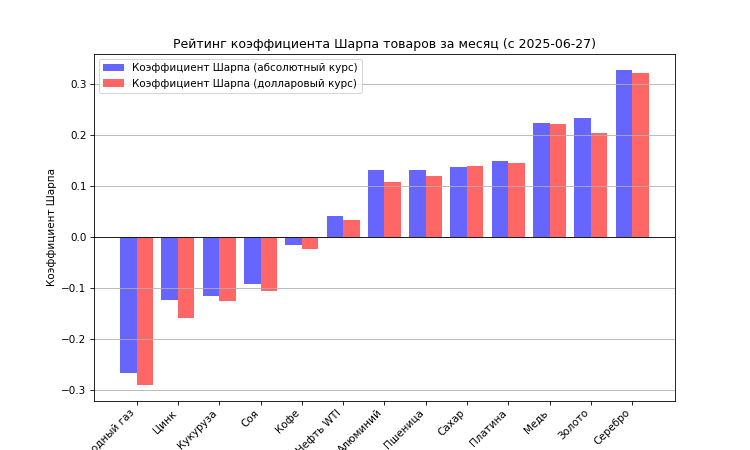 Рейтинг коэффициента Шарпа товаров за месяц (с 2025-06-27)
Коэффициент Шарпа (абсолютный курс)
Коэффициент Шарпа (долларовый курс)
Коэффициент Шарпа
0.3
0.2
0.1
0.0
−0.1
−0.2
−0.3
газ
Цинк
Кукуруза
Соя
Кофе
Нефть WTI
Алюминий
Пшеница
Сахар
Платина
Медь
Золото
Серебро